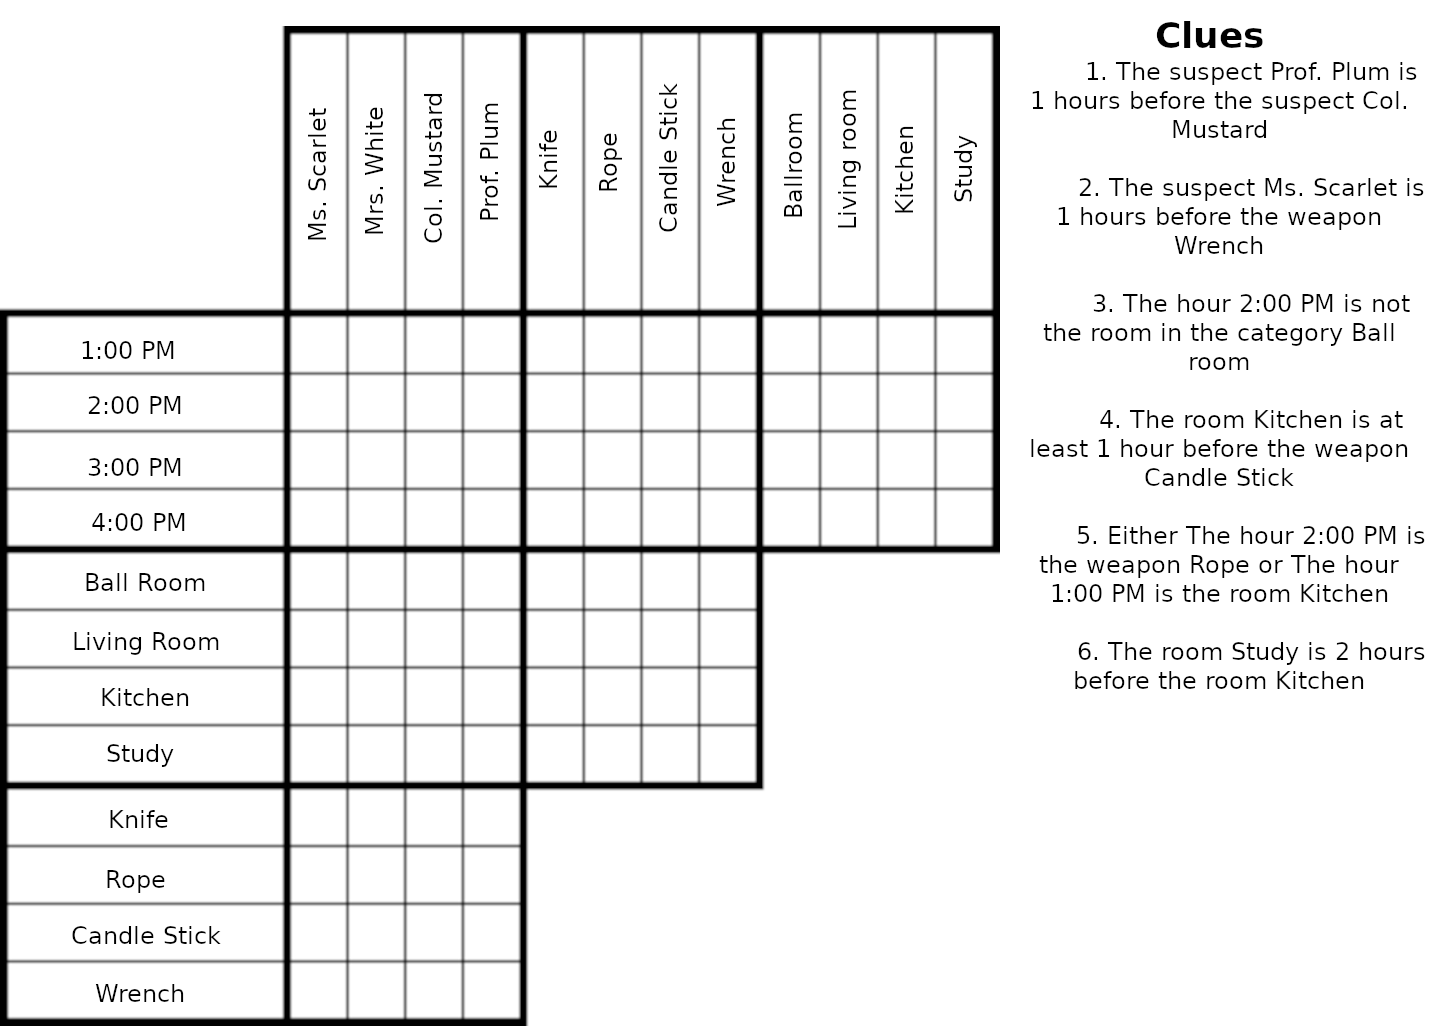 Ms. Scarlet
Mrs. White
Col. Mustard
Prof. Plum
Knife
Rope
Candle Stick
Wrench
Ballroom
Living room
Kitchen
Study
1:00 PM
2:00 PM
3:00 PM
4:00 PM
Ball Room
Living Room
Kitchen
Study
Knife
Rope
Candle Stick
Wrench
Clues
1. The suspect Prof. Plum is
1 hours before the suspect Col.
Mustard
2. The suspect Ms. Scarlet is
1 hours before the weapon
Wrench
3. The hour 2:00 PM is not
the room in the category Ball
room
4. The room Kitchen is at
least 1 hour before the weapon
Candle Stick
5. Either The hour 2:00 PM is
the weapon Rope or The hour
1:00 PM is the room Kitchen
6. The room Study is 2 hours
before the room Kitchen